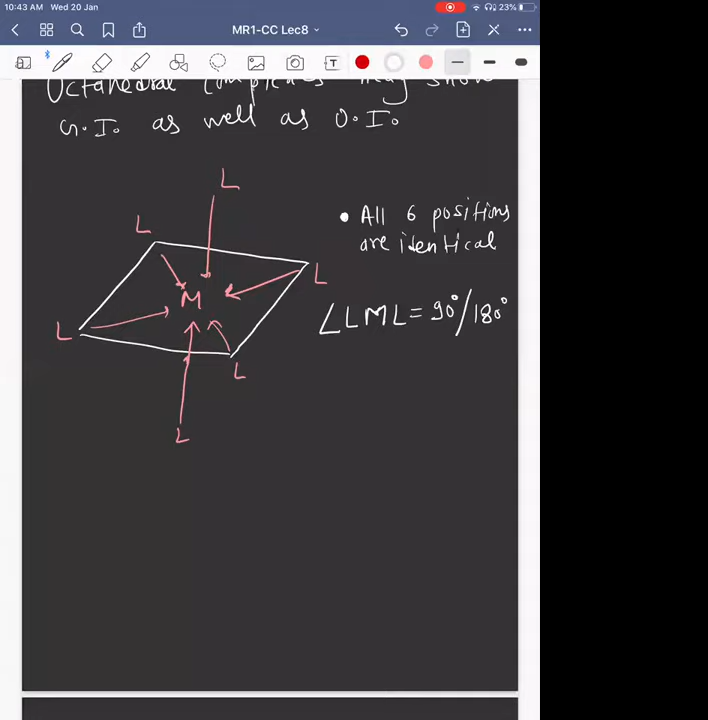 10:43 AM Wed 20 Jan
23%
MR1-CC Lec8
Octahedral complexes may show
G.I. as well as O.I.
L
L
• All 6 positions
are identical
M
L
∠LML = 90°/180°
L
L
L